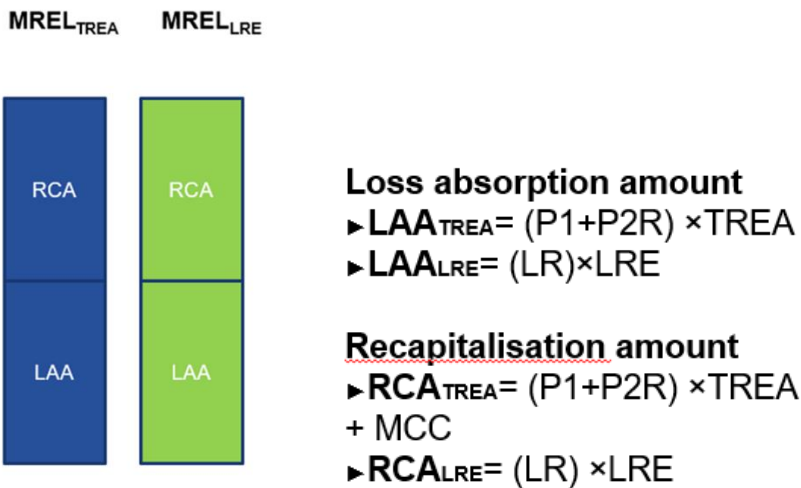 MRELTREA MRELLRE
RCA RCA
LAA LAA
Loss absorption amount
►LAATREA= (P1+P2R) ×TREA
►LAALRE= (LR)×LRE
Recapitalisation amount
►RCATREA= (P1+P2R) ×TREA
+ MCC
►RCALRE= (LR) ×LRE